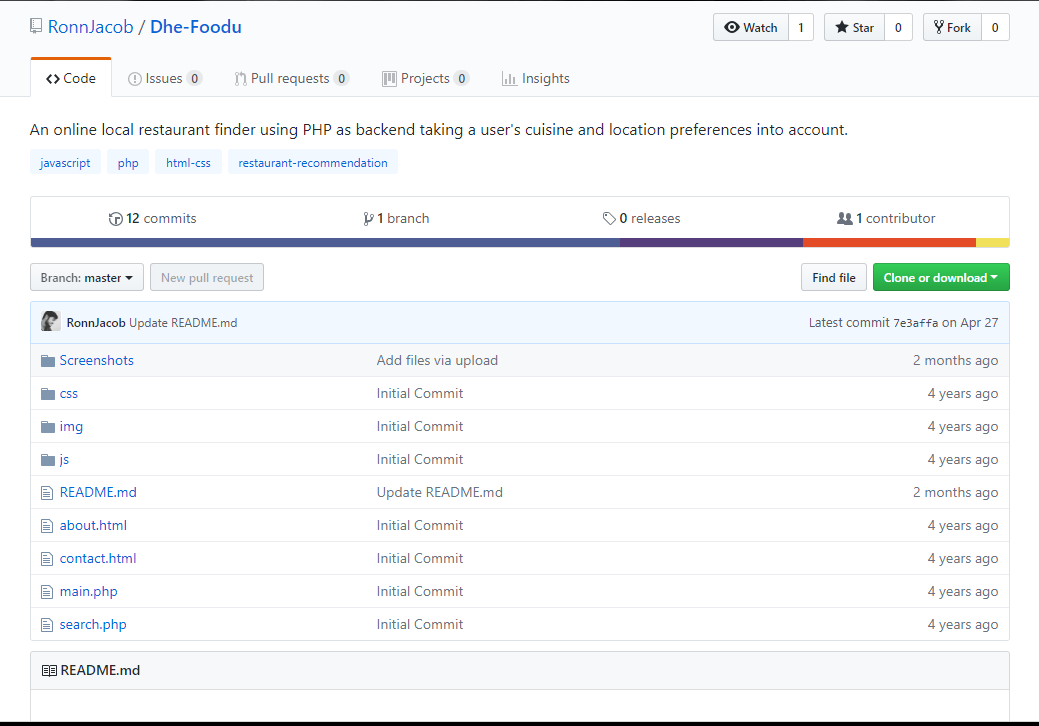 RonnJacob / Dhe-Foodu Watch 1 Star 0 Fork 0
Code Issues 0 Pull requests 0 Projects 0 Insights
An online local restaurant finder using PHP as backend taking a user's cuisine and location preferences into account.
javascript php html-css restaurant-recommendation
12 commits 1 branch 0 releases 1 contributor
Branch: master New pull request Find file Clone or download
RonnJacob Update README.md Latest commit 7e3affa on Apr 27
Screenshots Add files via upload 2 months ago
css Initial Commit 4 years ago
img Initial Commit 4 years ago
js Initial Commit 4 years ago
README.md Update README.md 2 months ago
about.html Initial Commit 4 years ago
contact.html Initial Commit 4 years ago
main.php Initial Commit 4 years ago
search.php Initial Commit 4 years ago
README.md